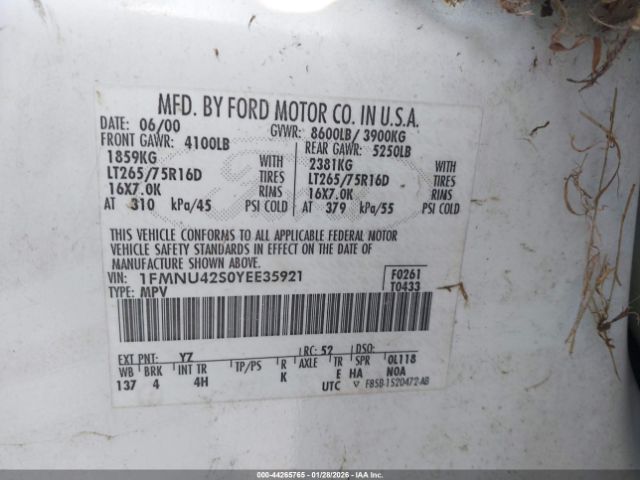 MFD. BY FORD MOTOR CO. IN U.S.A.
DATE: 06/00 GVWR: 8600LB/ 3900KG
FRONT GAWR: 4100LB REAR GAWR: 5250LB
1859KG WITH 2381KG WITH
LT265/75R16D TIRES LT265/75R16D TIRES
16X7.0K RIMS 16X7.0K RIMS
AT 310 kPa/45 PSI COLD AT 379 kPa/55 PSI COLD
THIS VEHICLE CONFORMS TO ALL APPLICABLE FEDERAL MOTOR
VEHICLE SAFETY STANDARDS IN EFFECT ON THE DATE OF
MANUFACTURE SHOWN ABOVE.
VIN: 1FMNU42S0YEE35921 F0261
TYPE: MPV T0433
EXT PNT: YZ RC: 52 DSO:
WB BRK INT TR TP/PS R AXLE TR SPR 0L118
137 4 4H K E HA N0A
UTC ▽ F85B-1520472-AB
000-44265765 | 01/28/2026 | COPYRIGHT IAA, LLC.